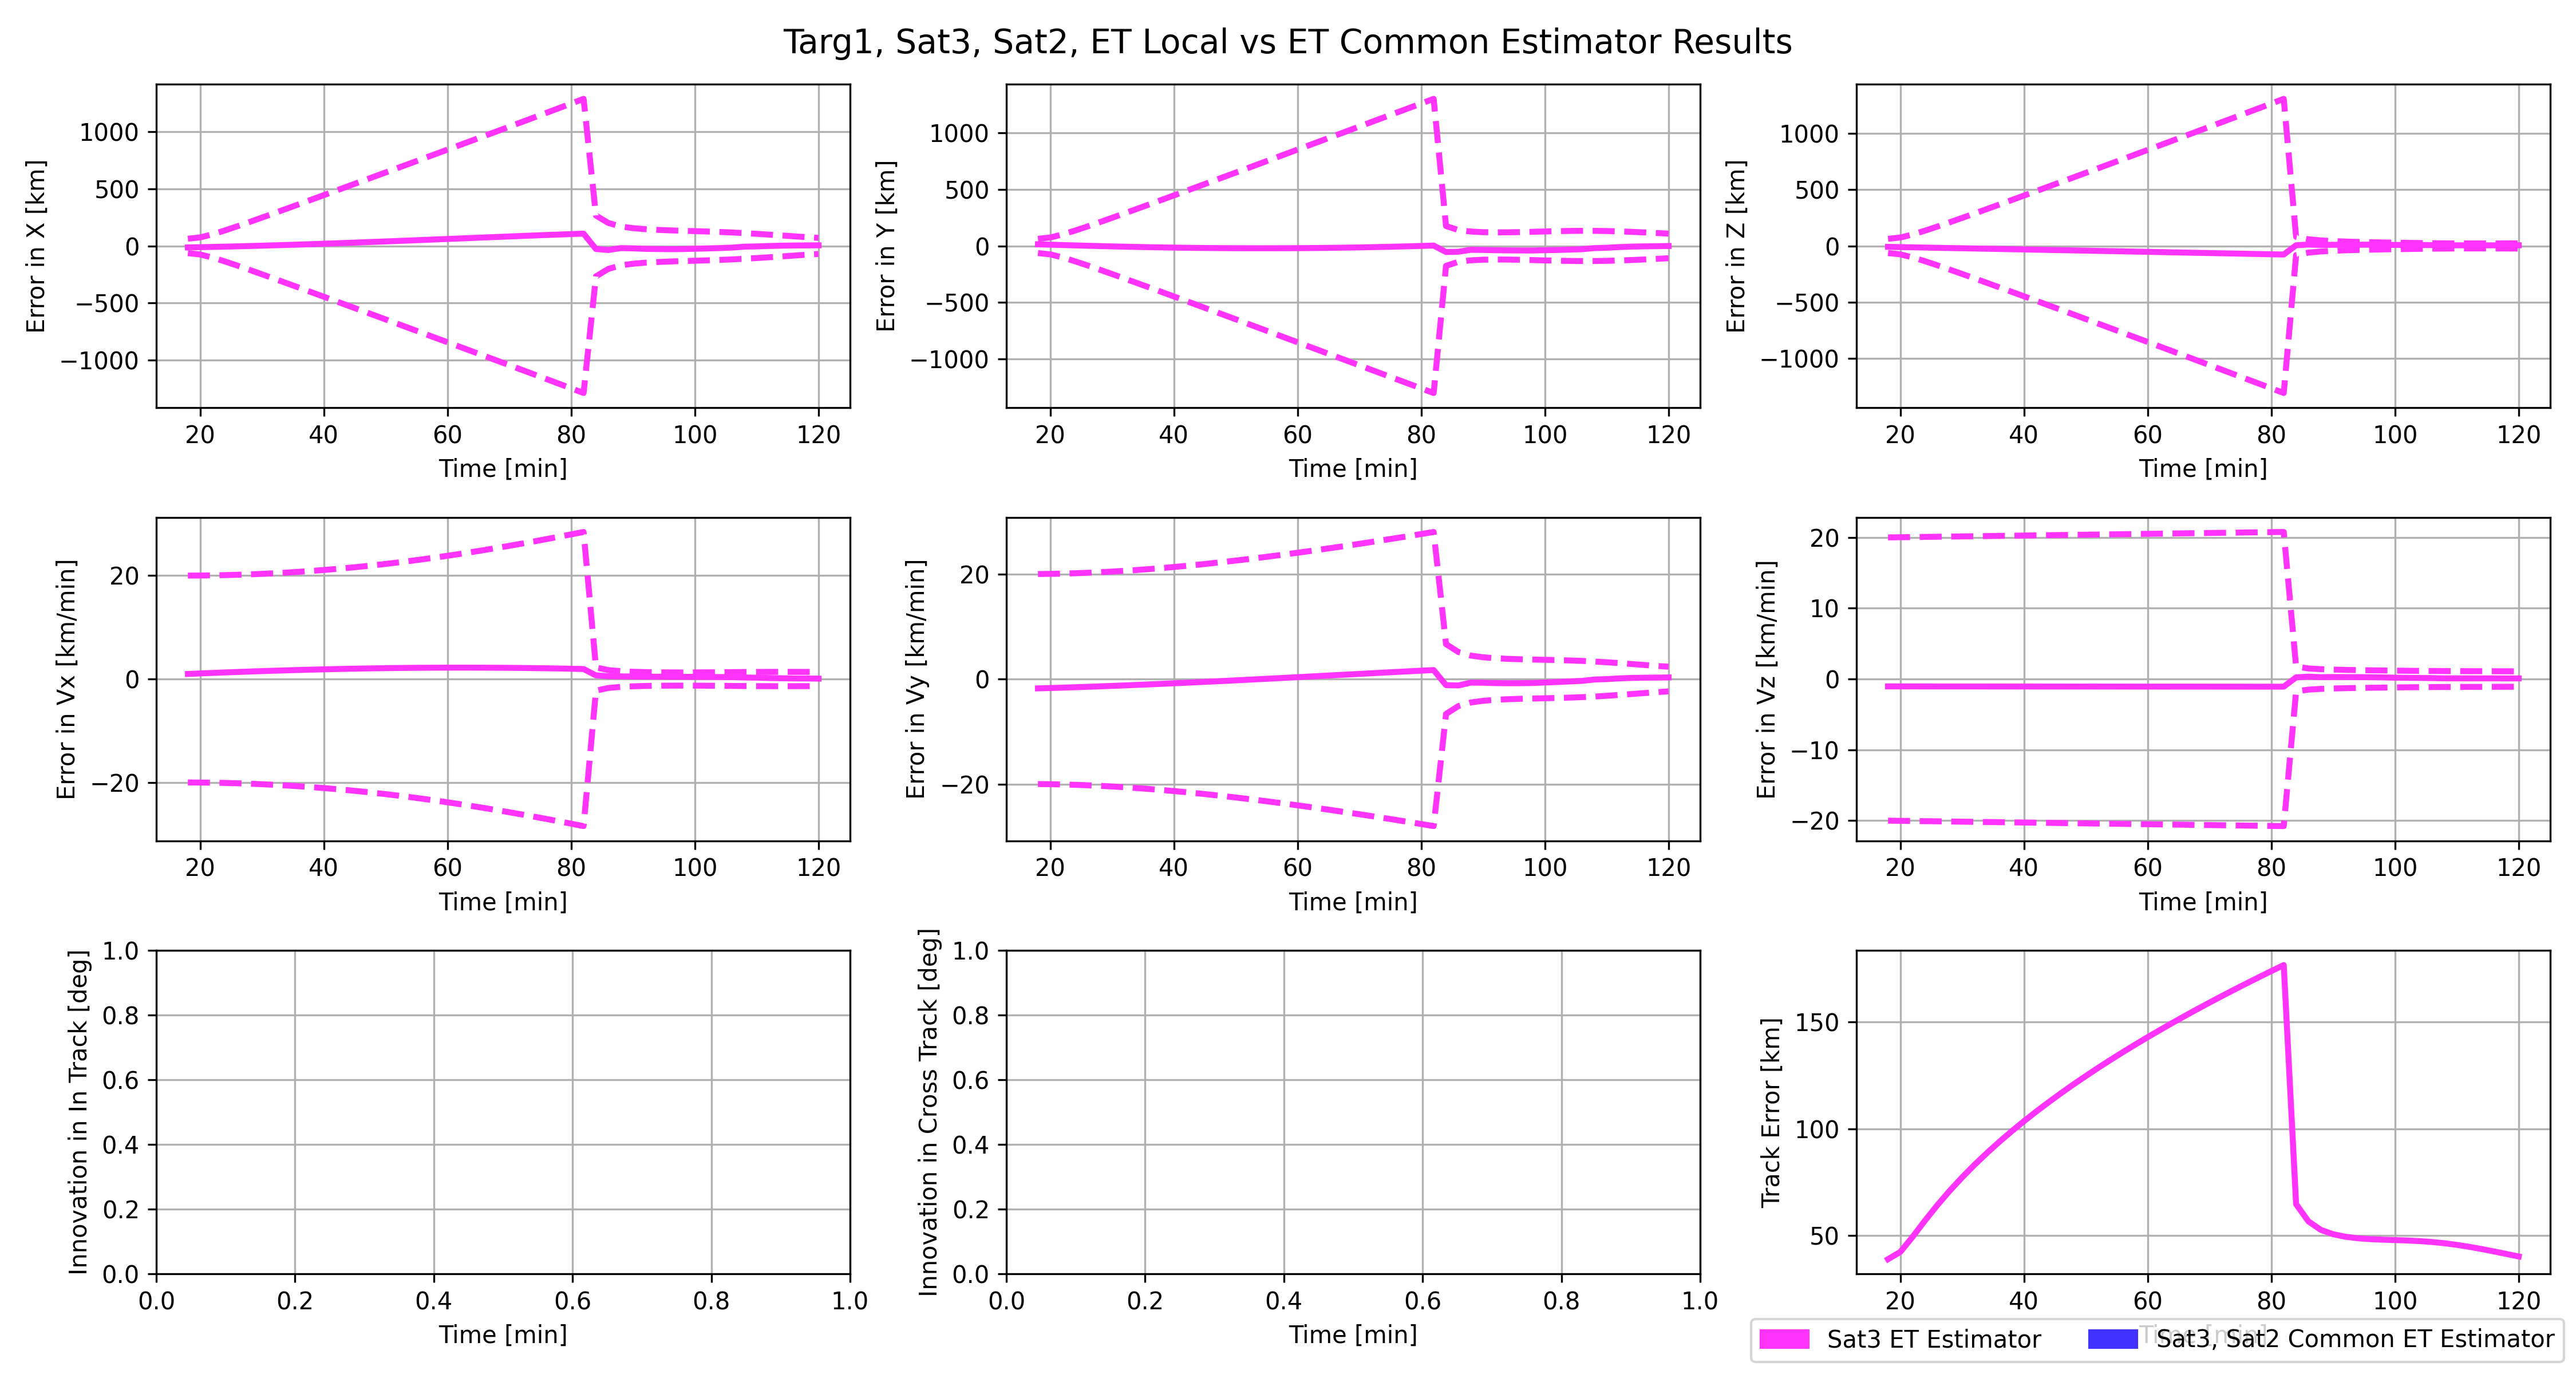 Targ1, Sat3, Sat2, ET Local vs ET Common Estimator Results
Error in X [km]
1000
500
0
−500
−1000
20 40 60 80 100 120
Time [min]
Error in Y [km]
1000
500
0
−500
−1000
20 40 60 80 100 120
Time [min]
Error in Z [km]
1000
500
0
−500
−1000
20 40 60 80 100 120
Time [min]
Error in Vx [km/min]
20
0
−20
20 40 60 80 100 120
Time [min]
Error in Vy [km/min]
20
0
−20
20 40 60 80 100 120
Time [min]
Error in Vz [km/min]
20
10
0
−10
−20
20 40 60 80 100 120
Time [min]
Innovation in In Track [deg]
1.0
0.8
0.6
0.4
0.2
0.0
0.0 0.2 0.4 0.6 0.8 1.0
Time [min]
Innovation in Cross Track [deg]
1.0
0.8
0.6
0.4
0.2
0.0
0.0 0.2 0.4 0.6 0.8 1.0
Time [min]
Track Error [km]
150
100
50
20 40 60 80 100 120
Time [min]
Sat3 ET Estimator
Sat3, Sat2 Common ET Estimator